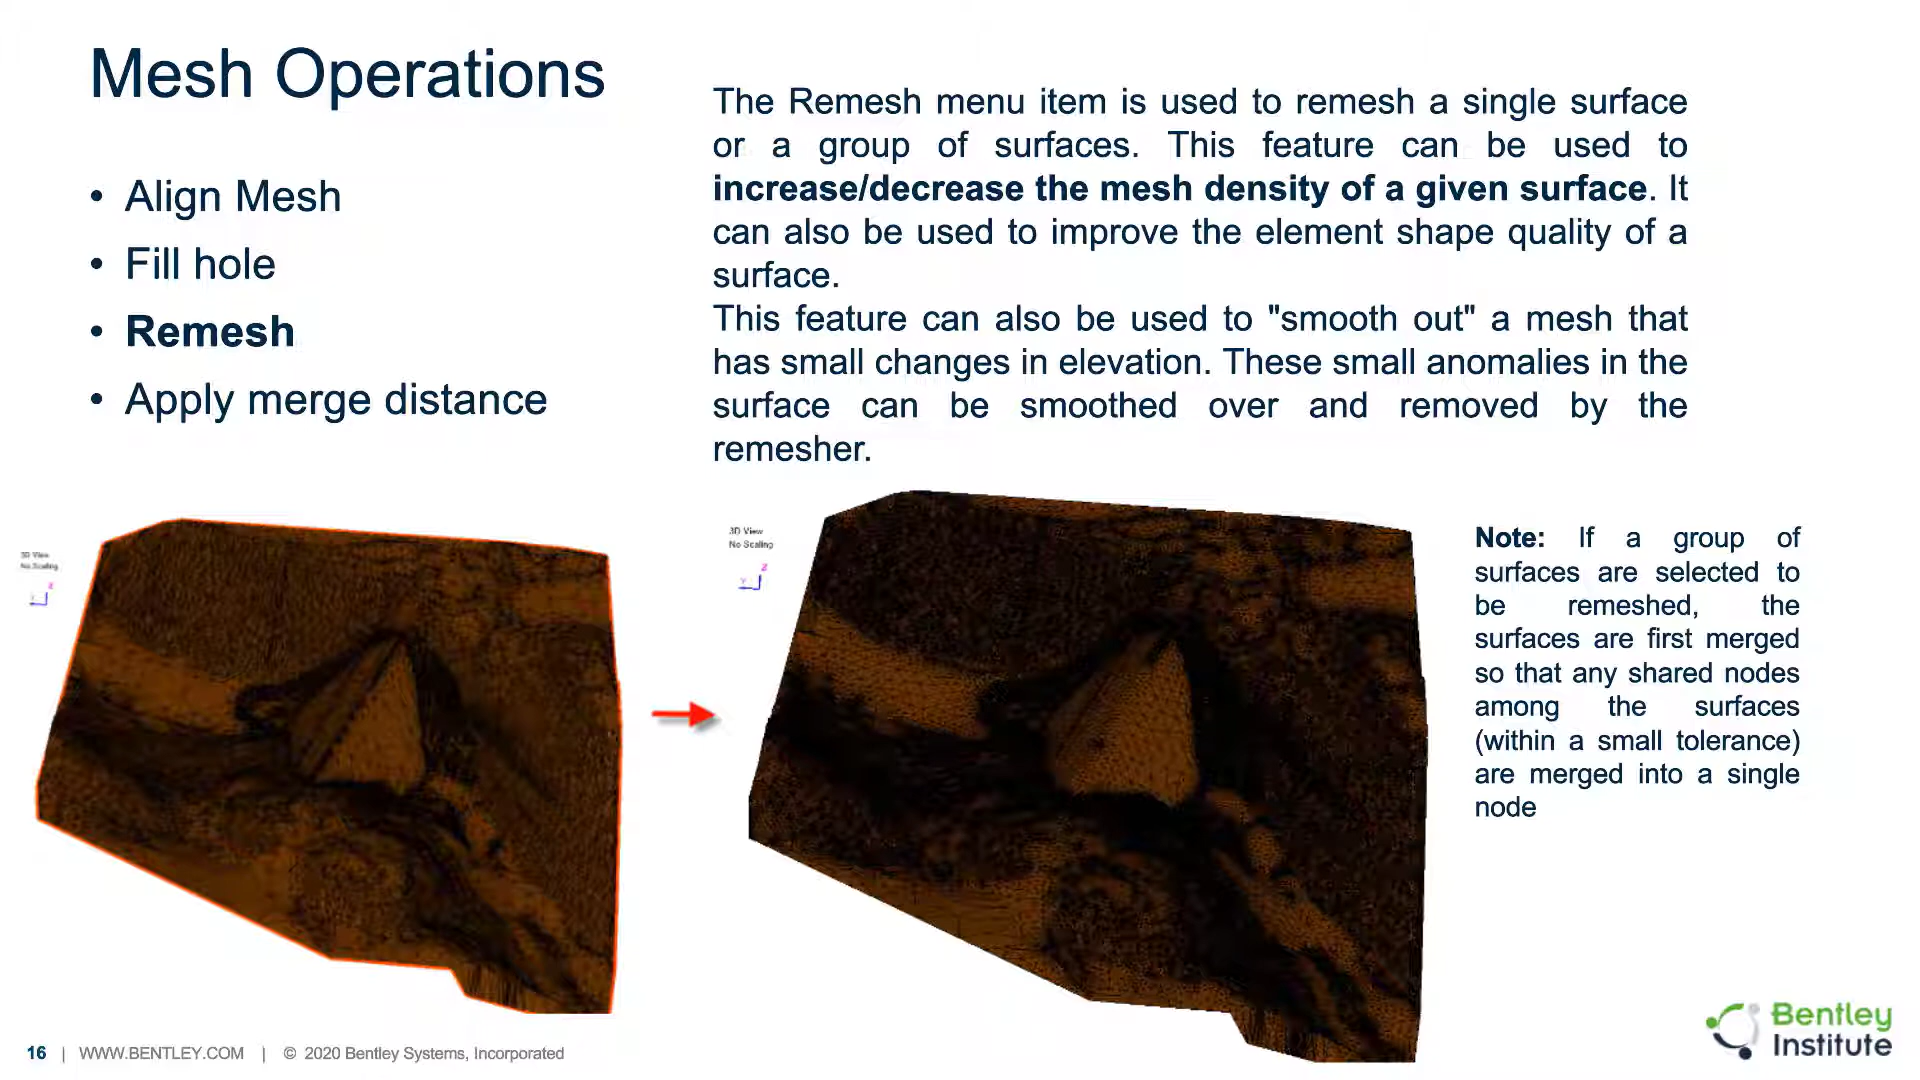 Mesh Operations
• Align Mesh
• Fill hole
• Remesh
• Apply merge distance
The Remesh menu item is used to remesh a single surface
or a group of surfaces. This feature can be used to
increase/decrease the mesh density of a given surface. It
can also be used to improve the element shape quality of a
surface.
This feature can also be used to "smooth out" a mesh that
has small changes in elevation. These small anomalies in the
surface can be smoothed over and removed by the
remesher.
3D View
No Scaling
Z
Y
3D View
No Scaling
Z
Y
Note: If a group of
surfaces are selected to
be remeshed, the
surfaces are first merged
so that any shared nodes
among the surfaces
(within a small tolerance)
are merged into a single
node
16 | WWW.BENTLEY.COM | © 2020 Bentley Systems, Incorporated
Bentley
Institute